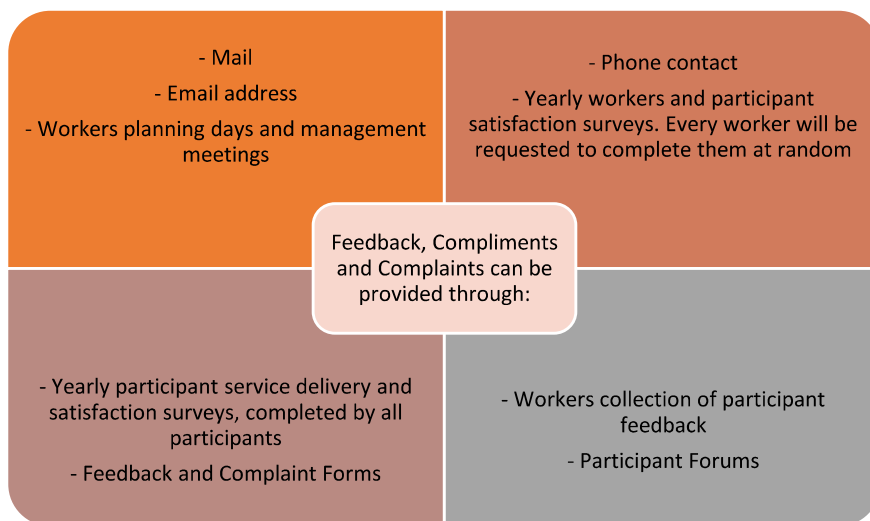 - Mail
- Email address
- Workers planning days and management
meetings
- Phone contact
- Yearly workers and participant
satisfaction surveys. Every worker will be
requested to complete them at random
Feedback, Compliments
and Complaints can be
provided through:
- Yearly participant service delivery and
satisfaction surveys, completed by all
participants
- Feedback and Complaint Forms
- Workers collection of participant
feedback
- Participant Forums